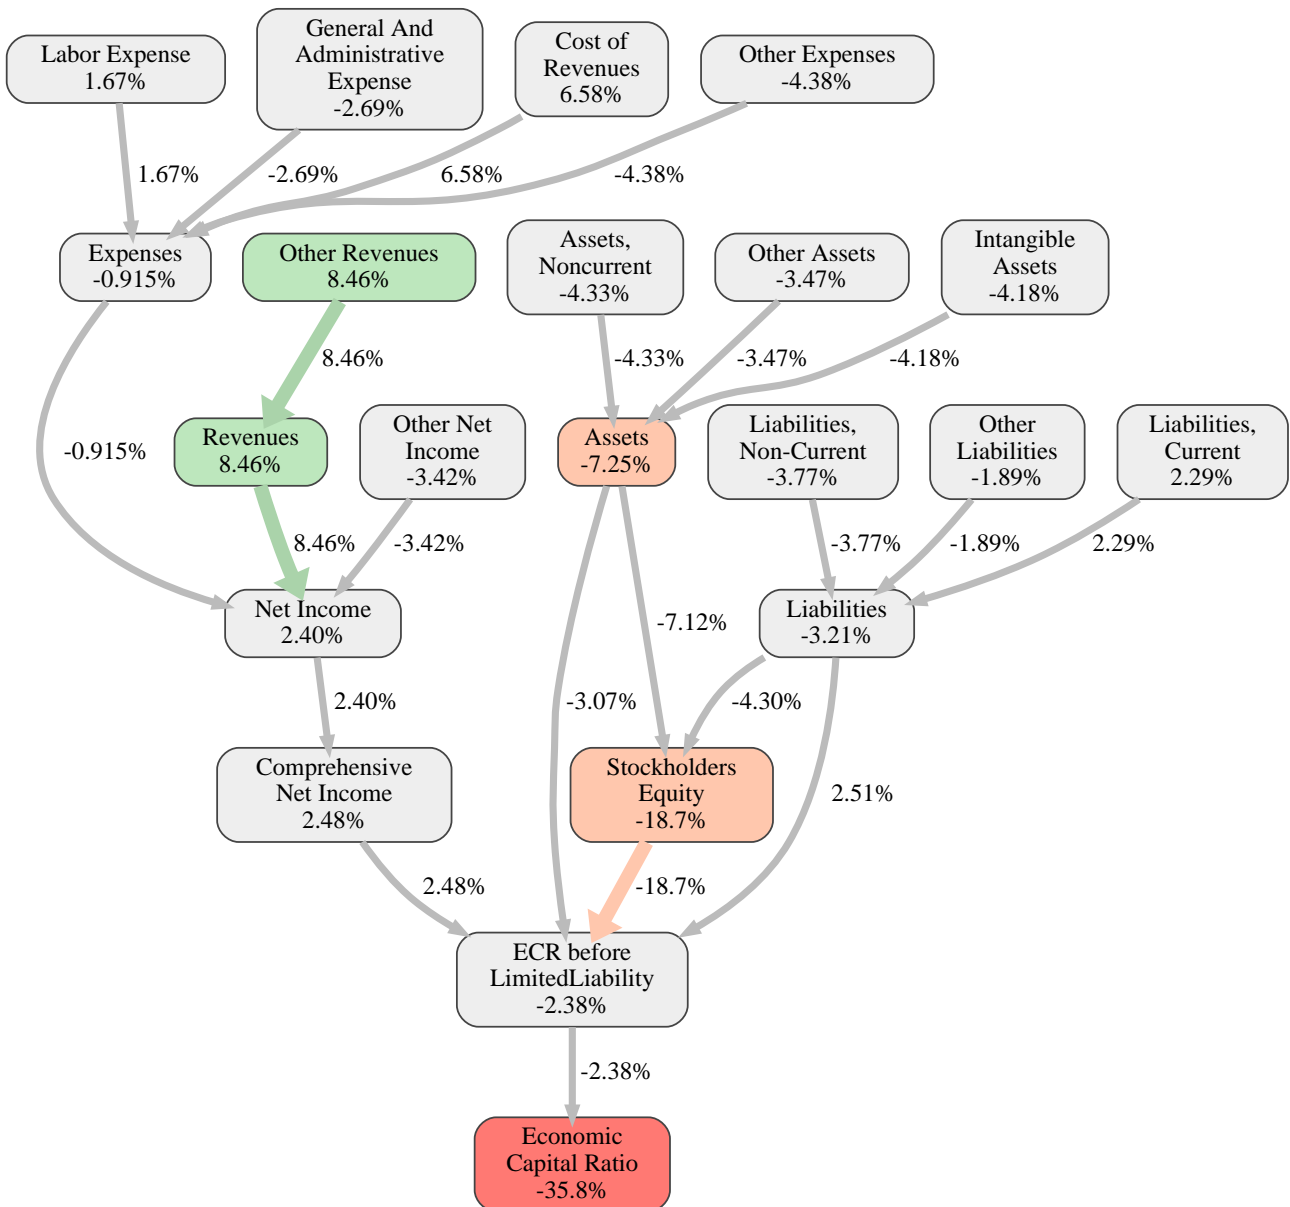 Labor Expense
1.67%
General And
Administrative
Expense
-2.69%
Cost of
Revenues
6.58%
Other Expenses
-4.38%
1.67%
-2.69%
6.58%
-4.38%
Expenses
-0.915%
Other Revenues
8.46%
Assets,
Noncurrent
-4.33%
Other Assets
-3.47%
Intangible
Assets
-4.18%
8.46%
-4.33%
-3.47%
-4.18%
-0.915%
Revenues
8.46%
Other Net
Income
-3.42%
Assets
-7.25%
Liabilities,
Non-Current
-3.77%
Other
Liabilities
-1.89%
Liabilities,
Current
2.29%
8.46%
-3.42%
-3.77%
-1.89%
2.29%
Net Income
2.40%
-7.12%
Liabilities
-3.21%
2.40%
-3.07%
-4.30%
Comprehensive
Net Income
2.48%
Stockholders
Equity
-18.7%
2.51%
2.48%
-18.7%
ECR before
LimitedLiability
-2.38%
-2.38%
Economic
Capital Ratio
-35.8%